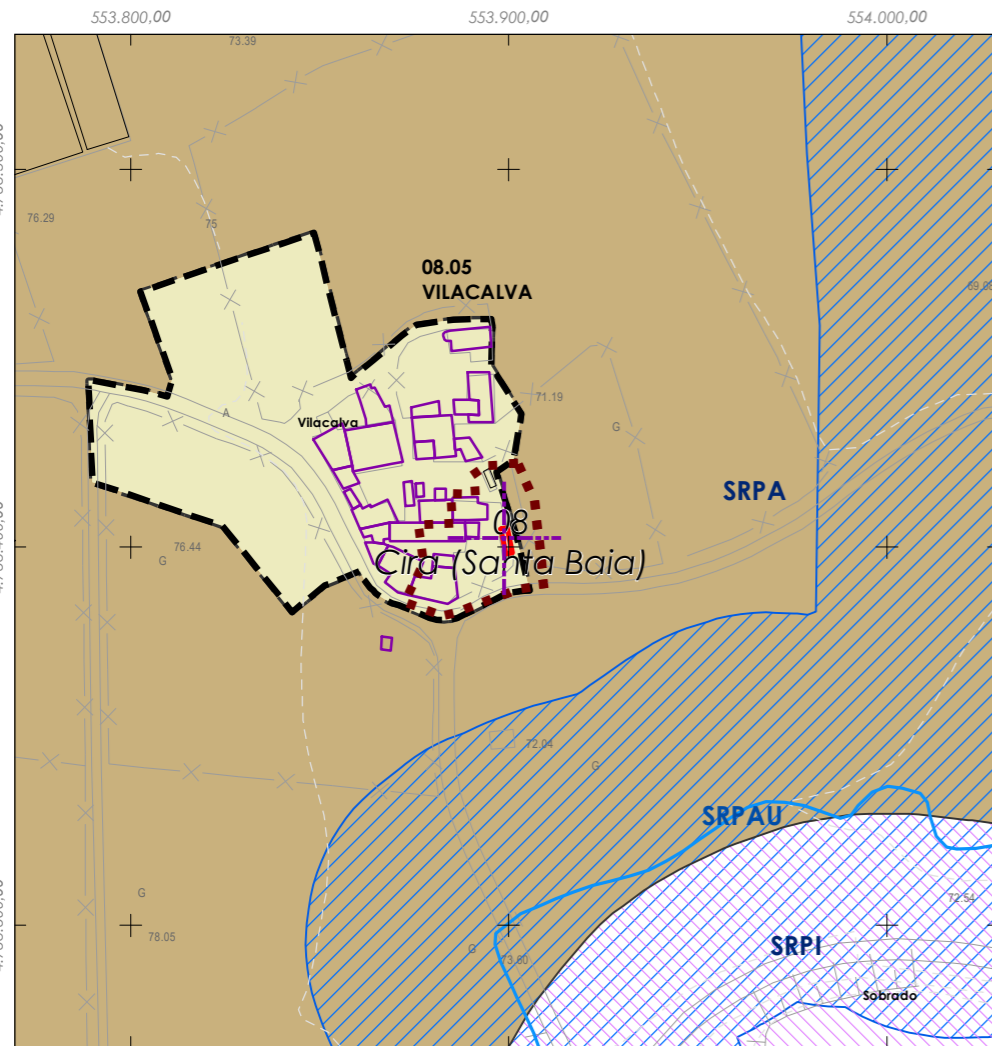 553.800,00
553.900,00
554.000,00
73.39
76.29
75
08.05
VILACALVA
71.19
A
Vilacalva
G
SRPA
76.44
G
08
Cira (Santa Baia)
72.04
G
SRPAU
G
72.54
78.05
G
73.60
SRPI
Sobrado